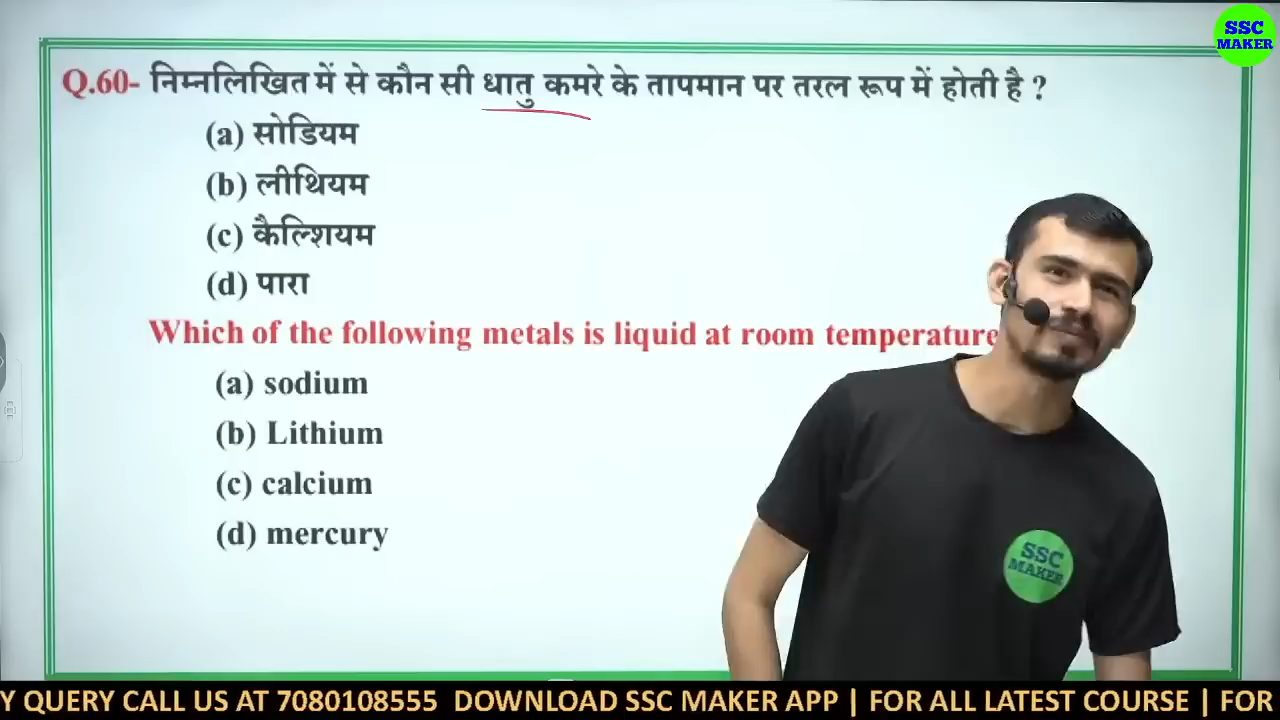 SSC
MAKER
Q.60- निम्नलिखित में से कौन सी धातु कमरे के तापमान पर तरल रूप में होती है ?
(a) सोडियम
(b) लीथियम
(c) कैल्शियम
(d) पारा
Which of the following metals is liquid at room temperature
(a) sodium
(b) Lithium
(c) calcium
(d) mercury
SSC
MAKER
Y QUERY CALL US AT 7080108555 DOWNLOAD SSC MAKER APP | FOR ALL LATEST COURSE | FOR